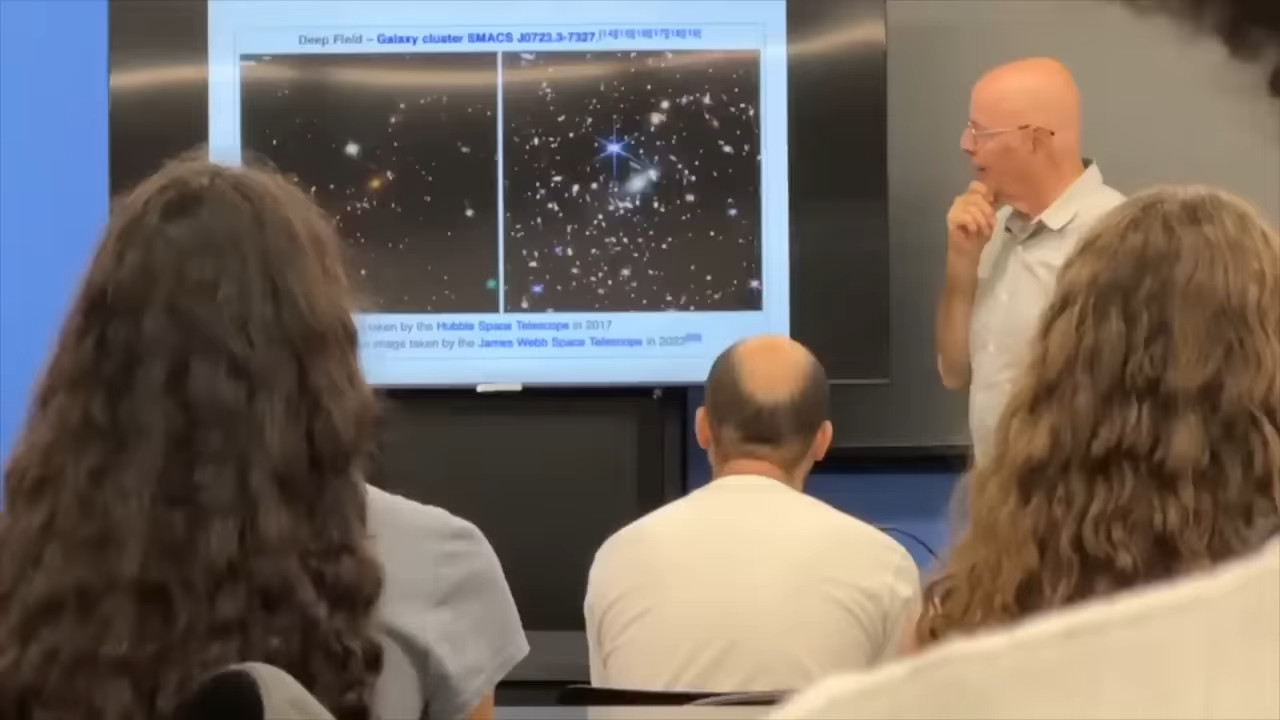 Deep Field – Galaxy cluster SMACS J0723.3-7327.
taken by the Hubble Space Telescope in 2017
image taken by the James Webb Space Telescope in 2022